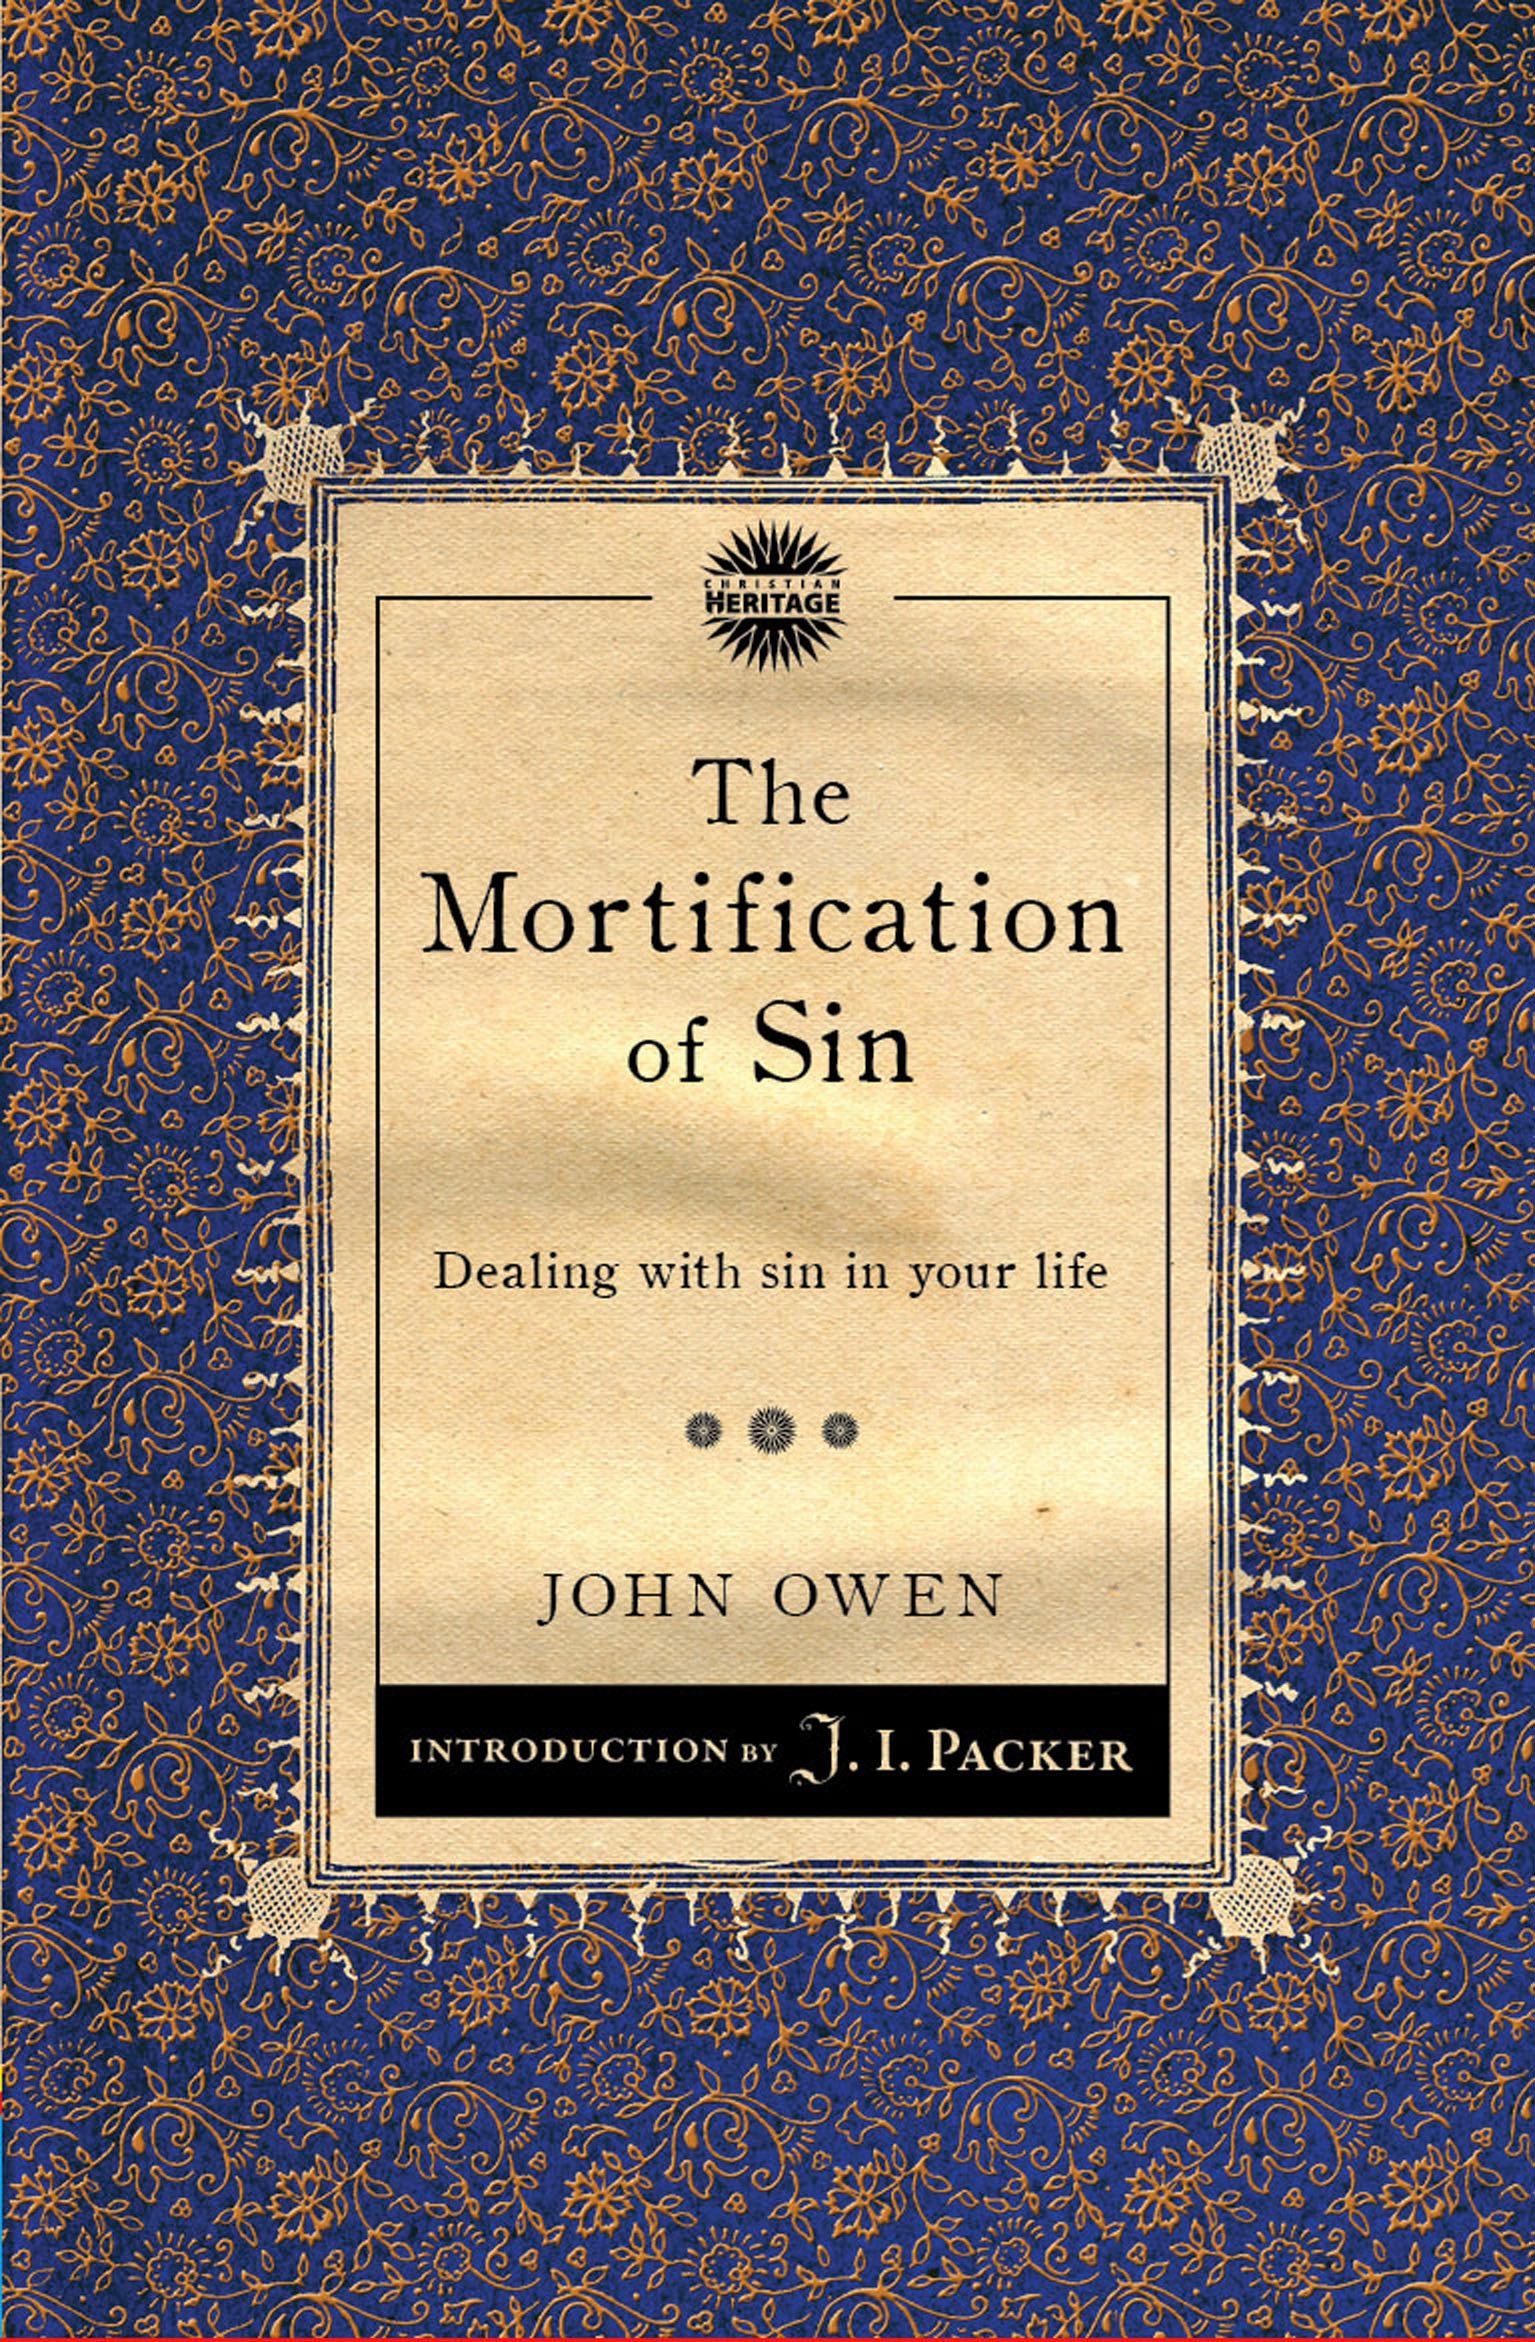 CHRISTIAN
HERITAGE
The
Mortification
of Sin
Dealing with sin in your life
JOHN OWEN
INTRODUCTION BY J. I. PACKER